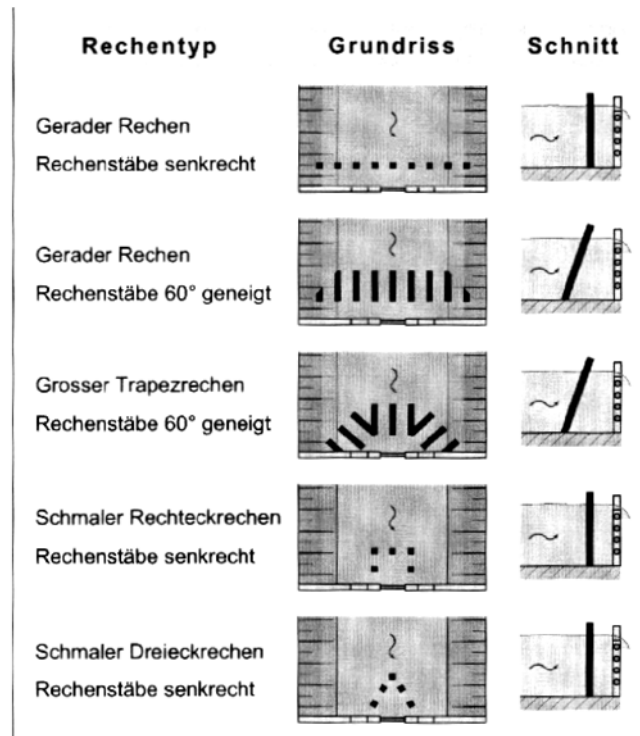 Rechentyp Grundriss Schnitt
Gerader Rechen
Rechenstäbe senkrecht
Gerader Rechen
Rechenstäbe 60° geneigt
Grosser Trapezrechen
Rechenstäbe 60° geneigt
Schmaler Rechteckrechen
Rechenstäbe senkrecht
Schmaler Dreieckrechen
Rechenstäbe senkrecht